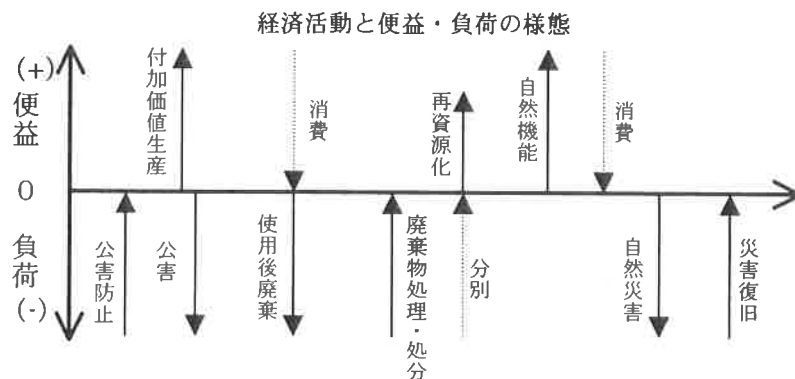 経済活動と便益・負荷の様態
(+)
便益
0
負荷
(-)
付加価値生産
消費
再資源化
自然機能
消費
公害防止
公害
使用後廃棄
廃棄物処理・処分
分別
自然災害
災害復旧